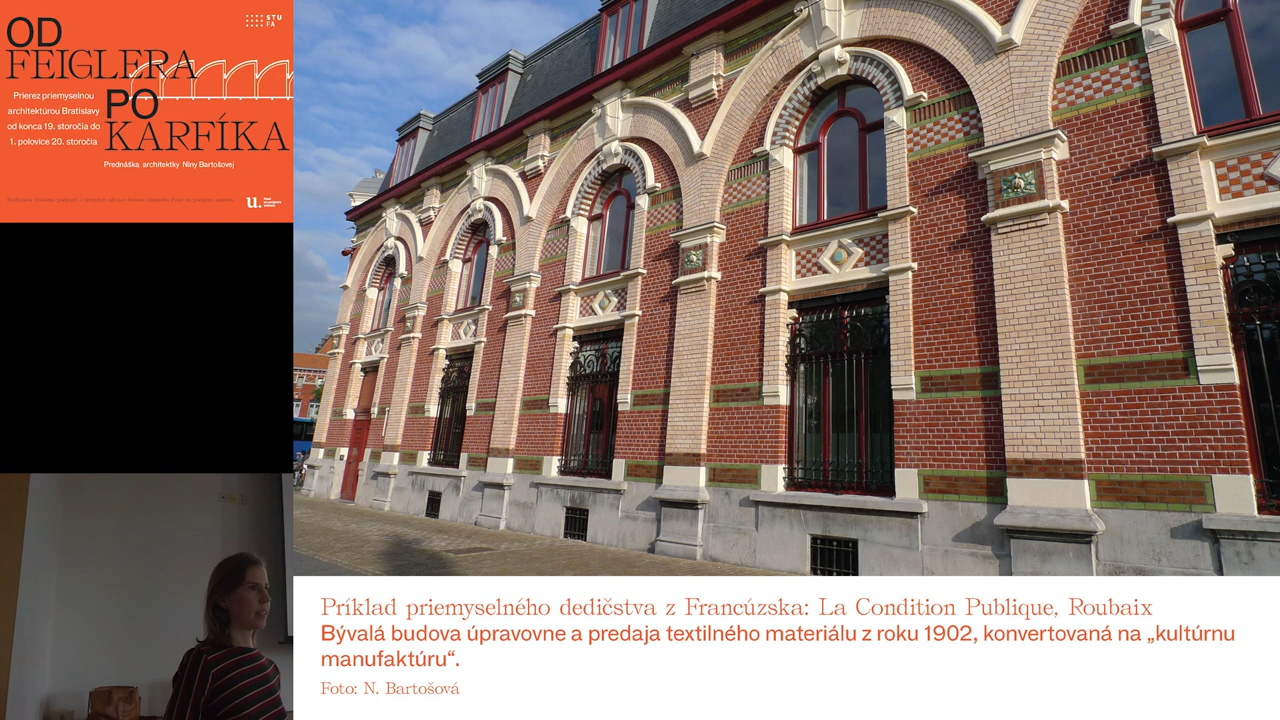 STU
FA
OD
FEIGLERA
PO
KARFÍKA
Prierez priemyselnou
architektúrou Bratislavy
od konca 19. storočia do
1. polovice 20. storočia
Prednáška architektky Niny Bartošovej
u.
Príklad priemyselného dedičstva z Francúzska: La Condition Publique, Roubaix
Bývalá budova úpravovne a predaja textilného materiálu z roku 1902, konvertovaná na „kultúrnu
manufaktúru“.
Foto: N. Bartošová